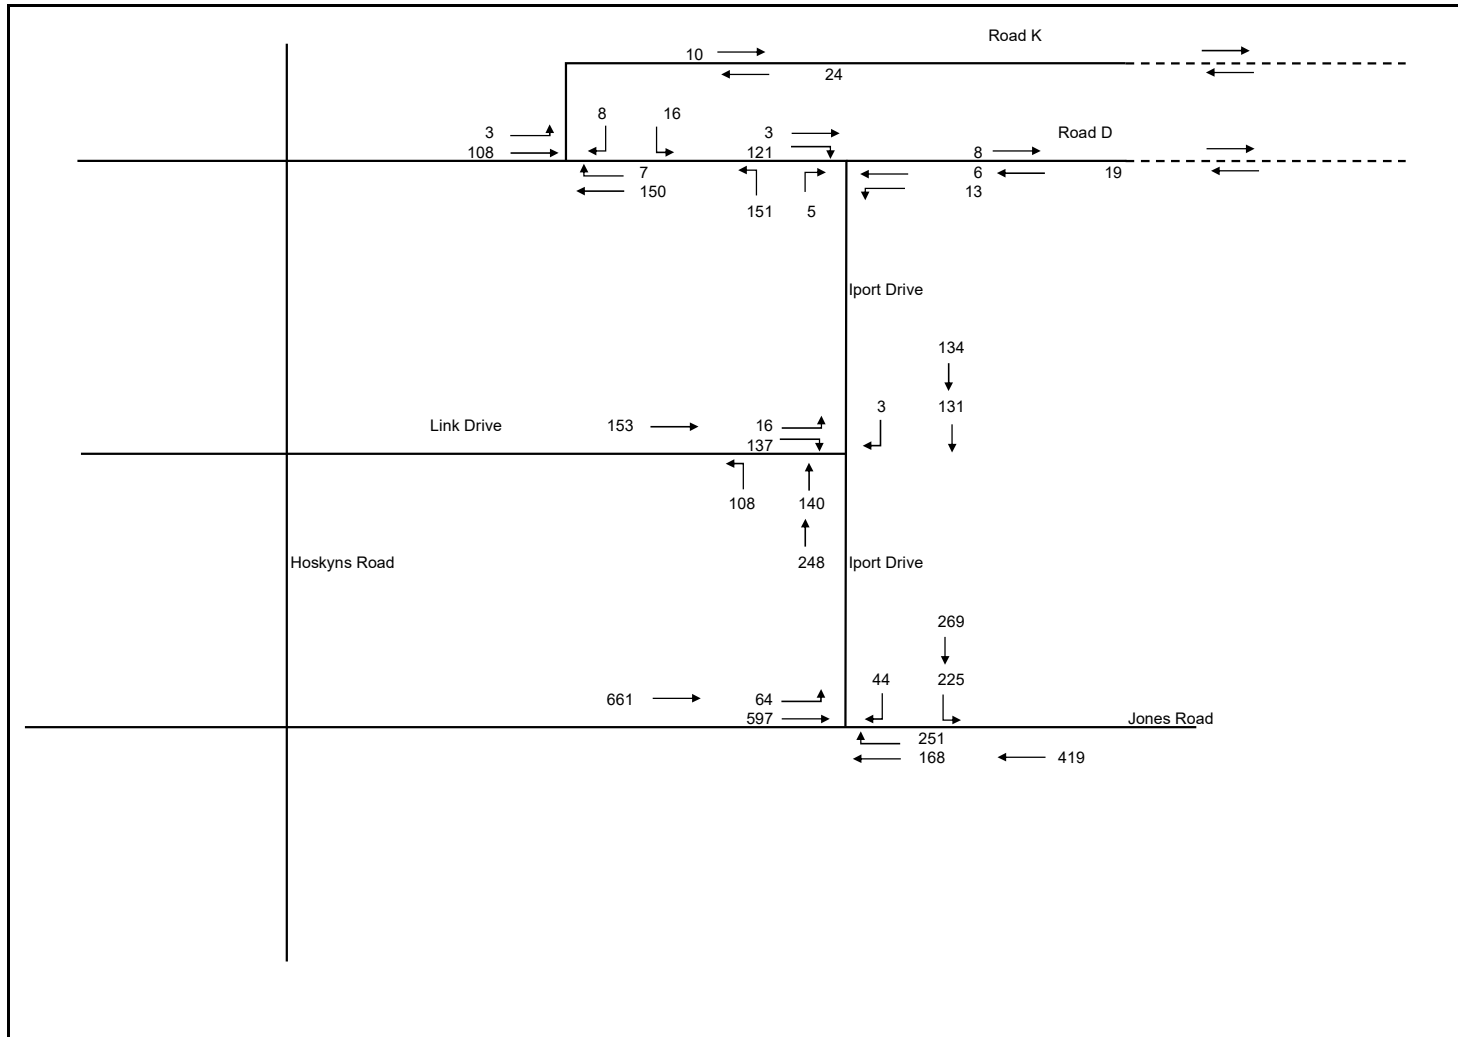 Road K
10
24
8 16
3 3 Road D
108 121 8
7 6 19
150 13
151 5
Iport Drive
134
3 131
Link Drive 153 16
137
108 140
Hoskyns Road 248 Iport Drive
269
44 225
661 64
597 Jones Road
251
168 419